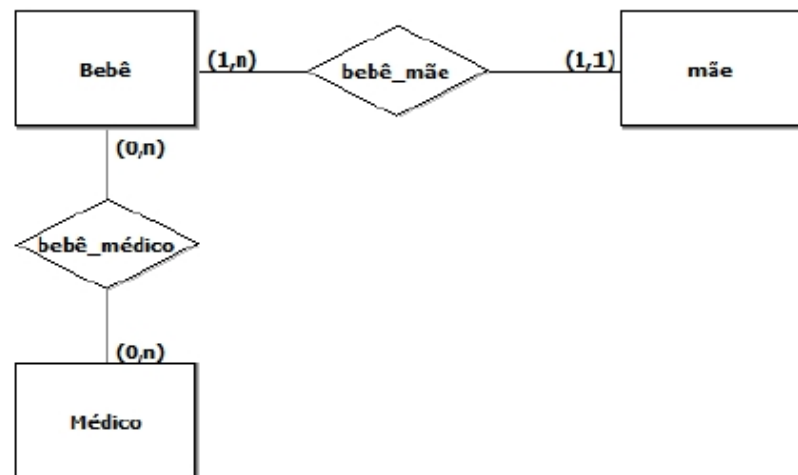 Bebê
(1,n)
bebê_mãe
(1,1)
mãe
(0,n)
bebê_médico
(0,n)
Médico